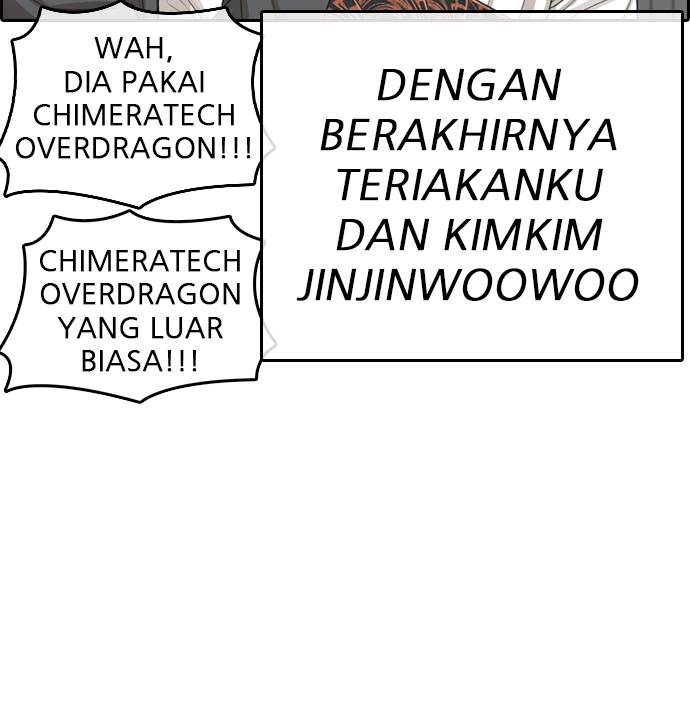 WAH,
DIA PAKAI
CHIMERATECH
OVERDRAGON!!!
DENGAN
BERAKHIRNYA
TERIAKANKU
DAN KIMKIM
JINJINWOOWOO
CHIMERATECH
OVERDRAGON
YANG LUAR
BIASA!!!